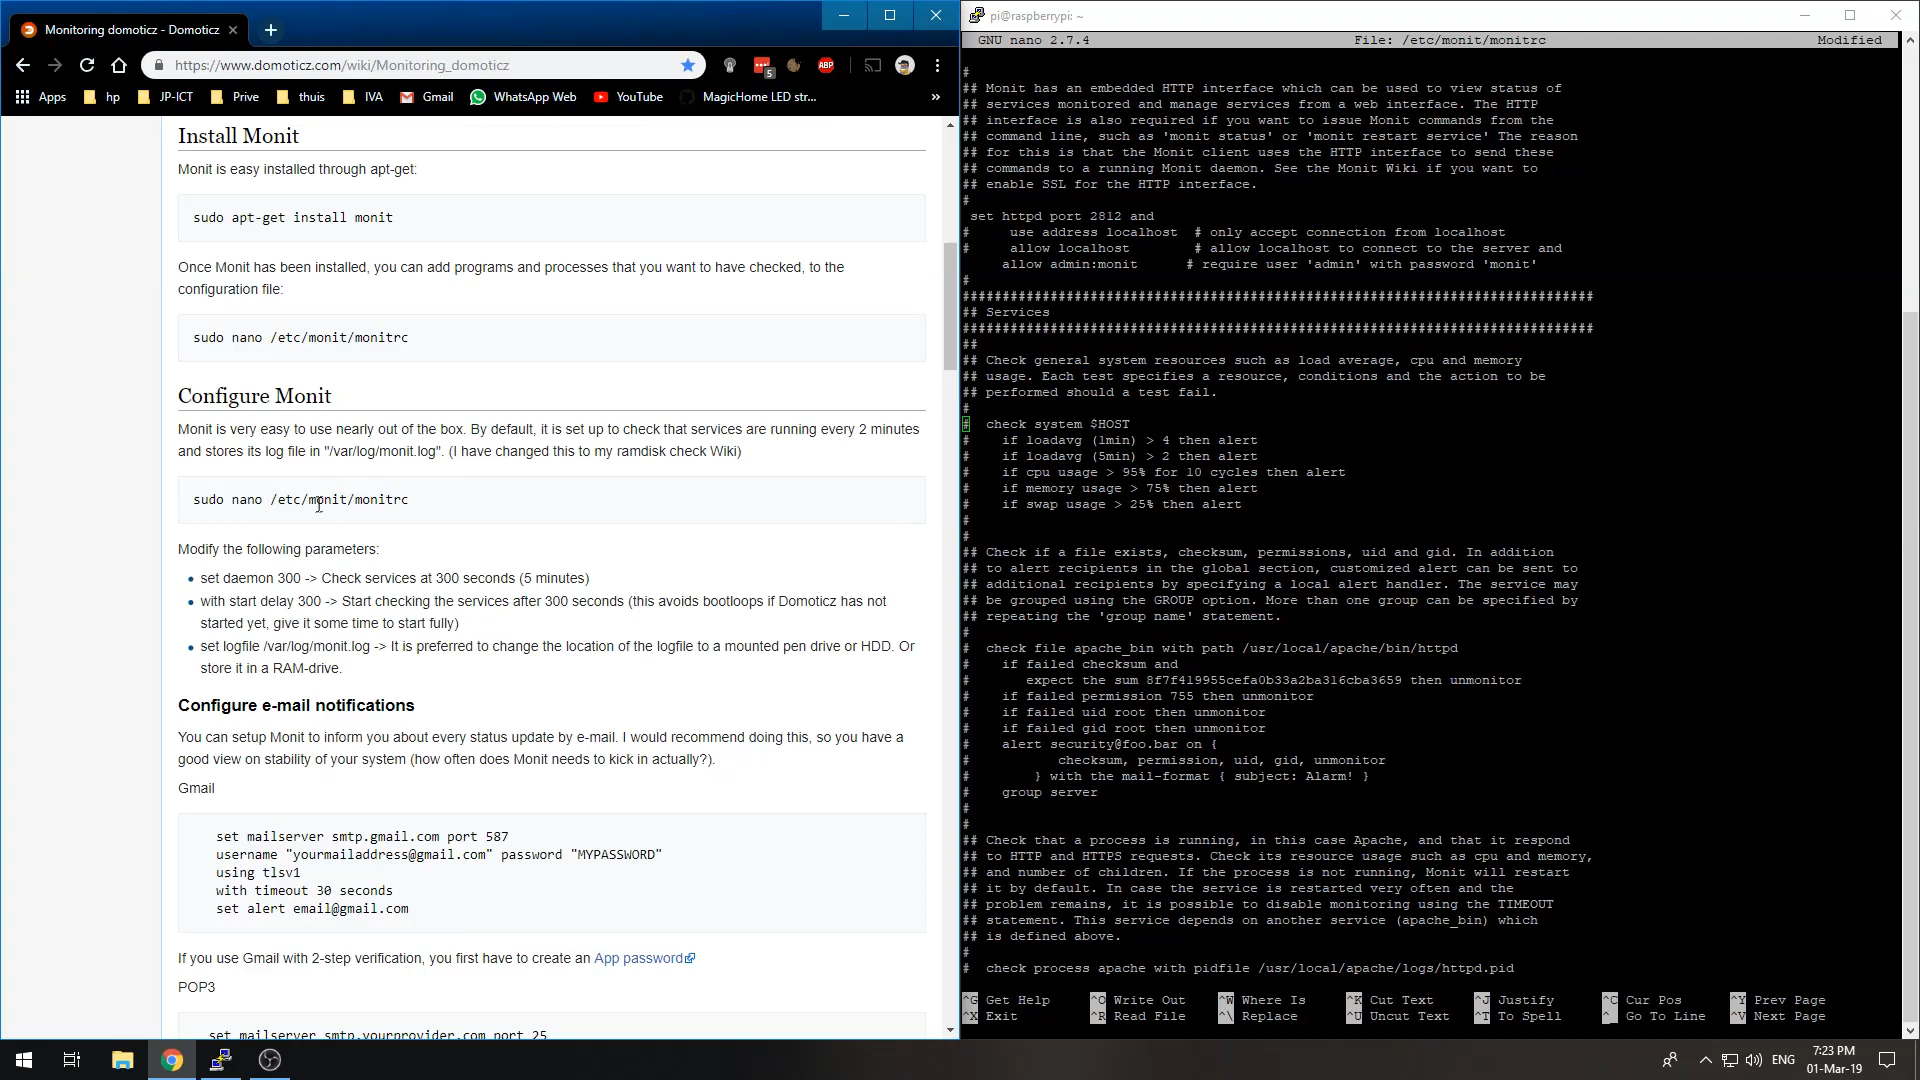 Monitoring domoticz - Domoticz
https://www.domoticz.com/wiki/Monitoring_domoticz
5
ABP
Apps
hp
JP-ICT
Prive
thuis
IVA
Gmail
WhatsApp Web
YouTube
MagicHome LED str...
»
Install Monit
Monit is easy installed through apt-get:
sudo apt-get install monit
Once Monit has been installed, you can add programs and processes that you want to have checked, to the
configuration file:
sudo nano /etc/monit/monitrc
Configure Monit
Monit is very easy to use nearly out of the box. By default, it is set up to check that services are running every 2 minutes
and stores its log file in "/var/log/monit.log". (I have changed this to my ramdisk check Wiki)
sudo nano /etc/monit/monitrc
Modify the following parameters:
• set daemon 300 -> Check services at 300 seconds (5 minutes)
• with start delay 300 -> Start checking the services after 300 seconds (this avoids bootloops if Domoticz has not
started yet, give it some time to start fully)
• set logfile /var/log/monit.log -> It is preferred to change the location of the logfile to a mounted pen drive or HDD. Or
store it in a RAM-drive.
Configure e-mail notifications
You can setup Monit to inform you about every status update by e-mail. I would recommend doing this, so you have a
good view on stability of your system (how often does Monit needs to kick in actually?).
Gmail
set mailserver smtp.gmail.com port 587
username "yourmailaddress@gmail.com" password "MYPASSWORD"
using tlsv1
with timeout 30 seconds
set alert email@gmail.com
If you use Gmail with 2-step verification, you first have to create an App password
POP3
set mailserver smtp.yourprovider.com port 25
pi@raspberrypi: ~
GNU nano 2.7.4 File: /etc/monit/monitrc Modified
#
## Monit has an embedded HTTP interface which can be used to view status of
## services monitored and manage services from a web interface. The HTTP
## interface is also required if you want to issue Monit commands from the
## command line, such as 'monit status' or 'monit restart service' The reason
## for this is that the Monit client uses the HTTP interface to send these
## commands to a running Monit daemon. See the Monit Wiki if you want to
## enable SSL for the HTTP interface.
#
set httpd port 2812 and
# use address localhost # only accept connection from localhost
# allow localhost # allow localhost to connect to the server and
allow admin:monit # require user 'admin' with password 'monit'
#
###############################################################################
## Services
###############################################################################
##
## Check general system resources such as load average, cpu and memory
## usage. Each test specifies a resource, conditions and the action to be
## performed should a test fail.
#
# check system $HOST
# if loadavg (1min) > 4 then alert
# if loadavg (5min) > 2 then alert
# if cpu usage > 95% for 10 cycles then alert
# if memory usage > 75% then alert
# if swap usage > 25% then alert
#
#
## Check if a file exists, checksum, permissions, uid and gid. In addition
## to alert recipients in the global section, customized alert can be sent to
## additional recipients by specifying a local alert handler. The service may
## be grouped using the GROUP option. More than one group can be specified by
## repeating the 'group name' statement.
#
# check file apache_bin with path /usr/local/apache/bin/httpd
# if failed checksum and
# expect the sum 8f7f419955cefa0b33a2ba316cba3659 then unmonitor
# if failed permission 755 then unmonitor
# if failed uid root then unmonitor
# if failed gid root then unmonitor
# alert security@foo.bar on {
# checksum, permission, uid, gid, unmonitor
# } with the mail-format { subject: Alarm! }
# group server
#
#
## Check that a process is running, in this case Apache, and that it respond
## to HTTP and HTTPS requests. Check its resource usage such as cpu and memory,
## and number of children. If the process is not running, Monit will restart
## it by default. In case the service is restarted very often and the
## problem remains, it is possible to disable monitoring using the TIMEOUT
## statement. This service depends on another service (apache_bin) which
## is defined above.
#
# check process apache with pidfile /usr/local/apache/logs/httpd.pid
^G Get Help ^O Write Out ^W Where Is ^K Cut Text ^J Justify ^C Cur Pos ^Y Prev Page
^X Exit ^R Read File ^\ Replace ^U Uncut Text ^T To Spell ^_ Go To Line ^V Next Page
ENG
7:23 PM
01-Mar-19